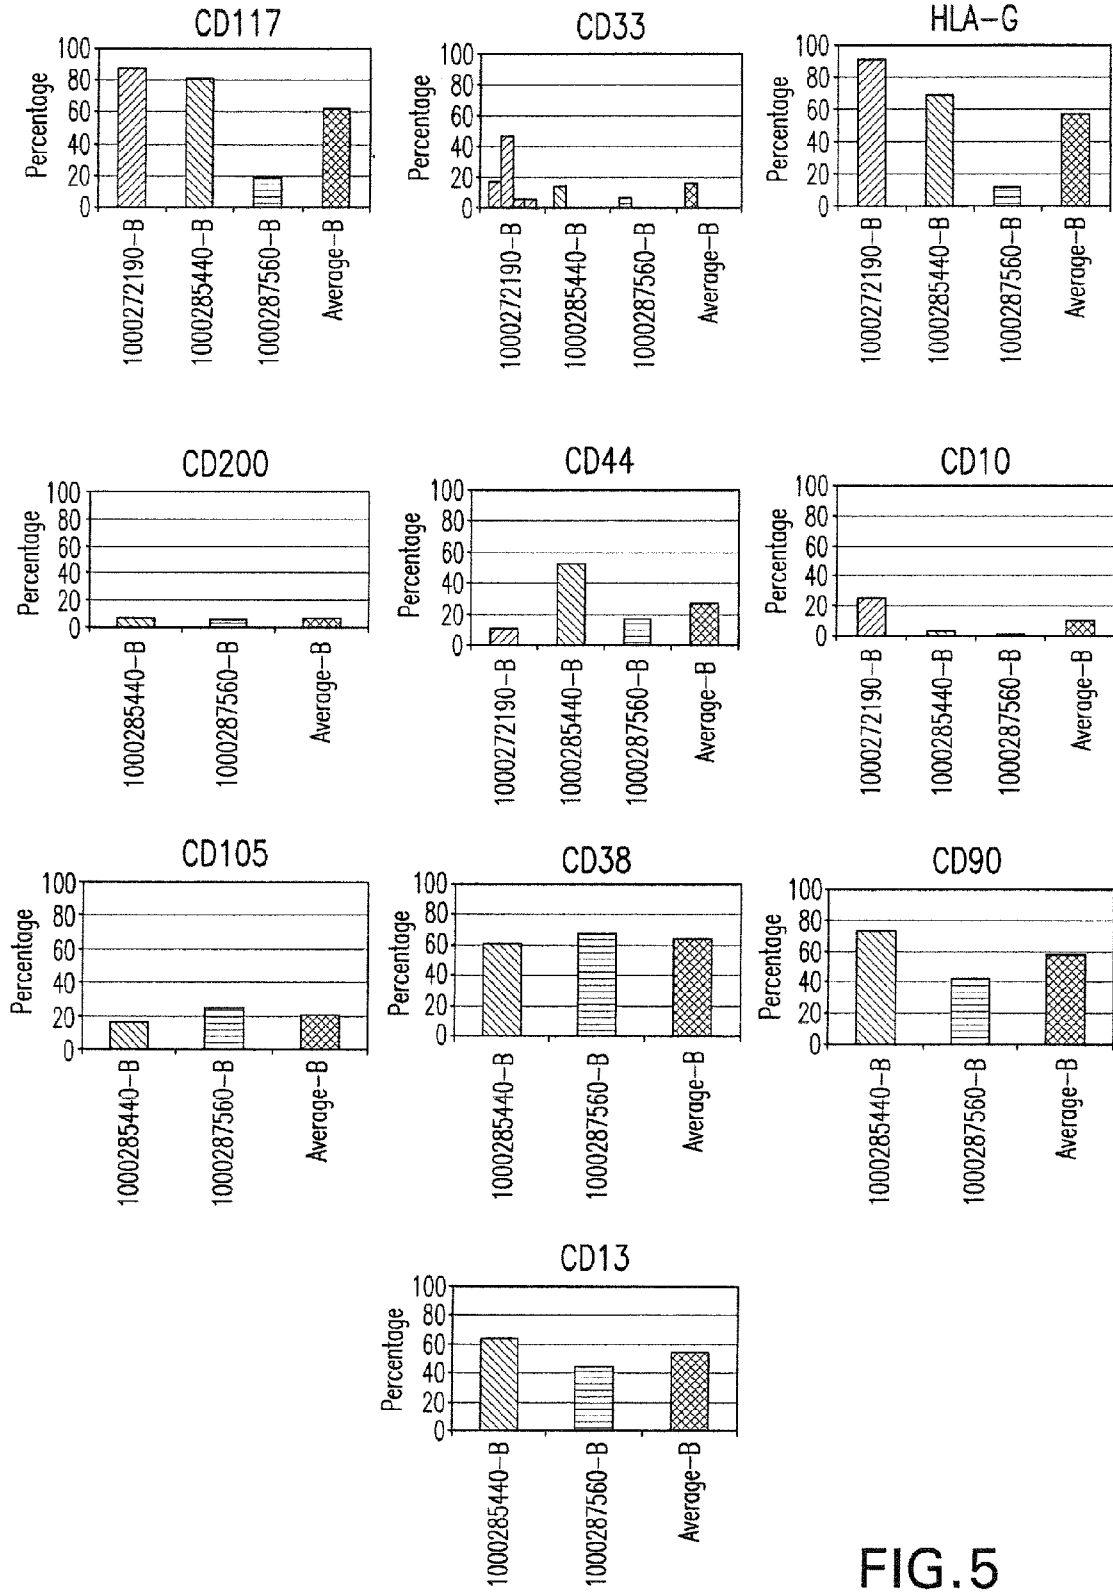 CD117
Percentage
100
80
60
40
20
0
1000272190-B
1000285440-B
1000287560-B
Average-B
CD33
Percentage
100
80
60
40
20
0
1000272190-B
1000285440-B
1000287560-B
Average-B
HLA-G
Percentage
100
80
60
40
20
0
1000272190-B
1000285440-B
1000287560-B
Average-B
CD200
Percentage
100
80
60
40
20
0
1000285440-B
1000287560-B
Average-B
CD44
Percentage
100
80
60
40
20
0
1000272190-B
1000285440-B
1000287560-B
Average-B
CD10
Percentage
100
80
60
40
20
0
1000272190-B
1000285440-B
1000287560-B
Average-B
CD105
Percentage
100
80
60
40
20
0
1000285440-B
1000287560-B
Average-B
CD38
Percentage
100
80
60
40
20
0
1000285440-B
1000287560-B
Average-B
CD90
Percentage
100
80
60
40
20
0
1000285440-B
1000287560-B
Average-B
CD13
Percentage
100
80
60
40
20
0
1000285440-B
1000287560-B
Average-B
FIG.5